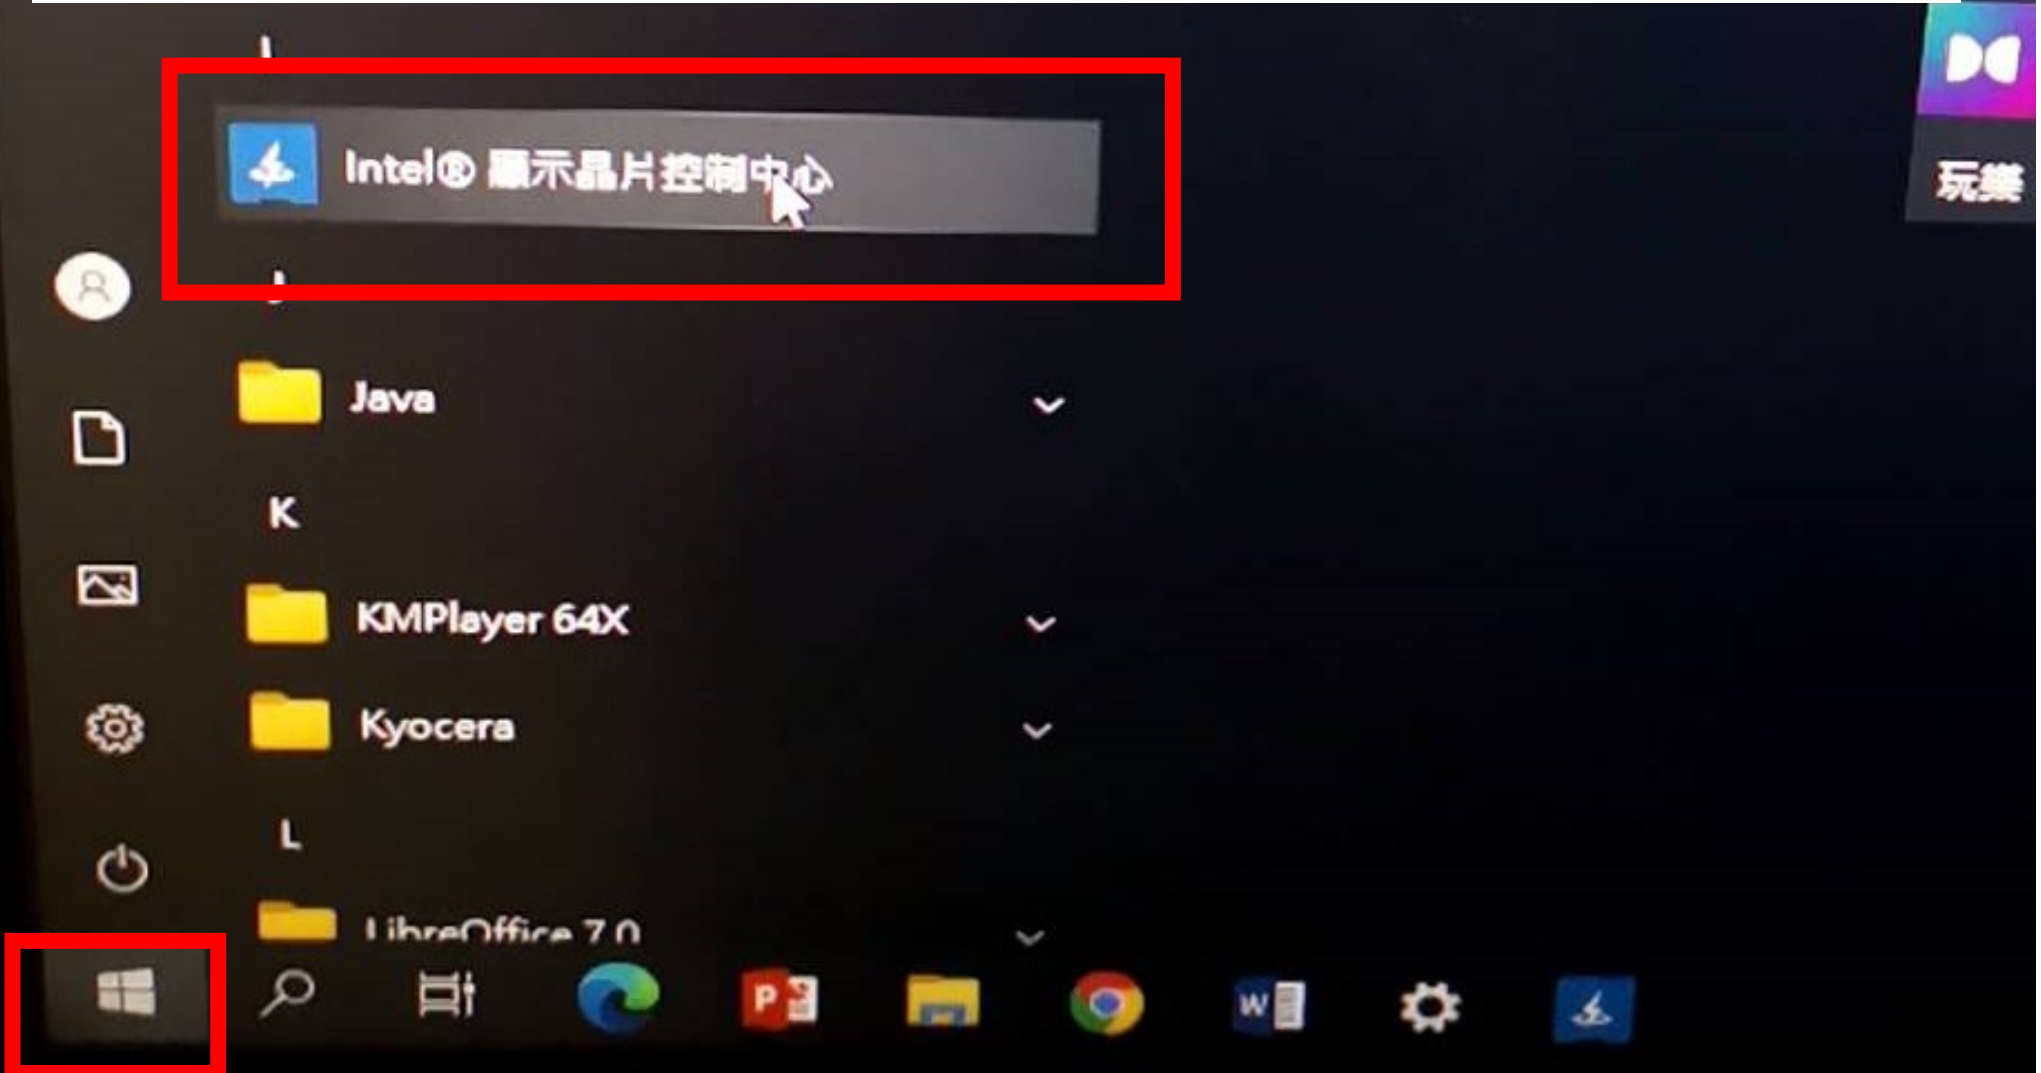 I
Intel® 顯示晶片控制中心
玩樂
J
Java
K
KMPlayer 64X
Kyocera
L
LibreOffice 7.0